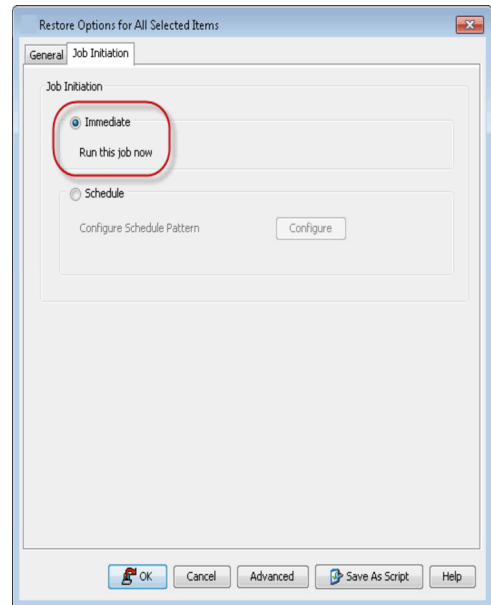 Restore Options for All Selected Items
General Job Initiation
Job Initiation
Immediate
Run this job now
Schedule
Configure Schedule Pattern Configure
OK Cancel Advanced Save As Script Help